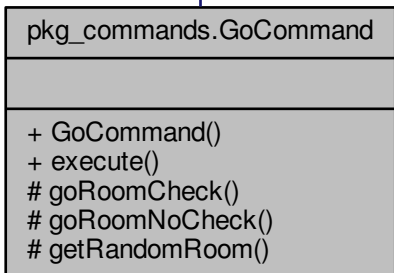 pkg_commands.GoCommand
+ GoCommand()
+ execute()
# goRoomCheck()
# goRoomNoCheck()
# getRandomRoom()